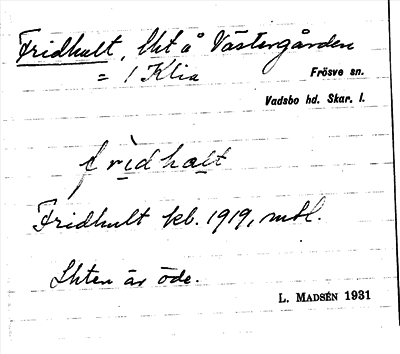 Fridhult, lht å Västergården
= 1 Klia
Frösve sn.
Vadsbo hd. Skar. l.
fridhalt
Fridhult kb. 1919, mtl.
Lhten är öde.
L. MADSÉN 1931